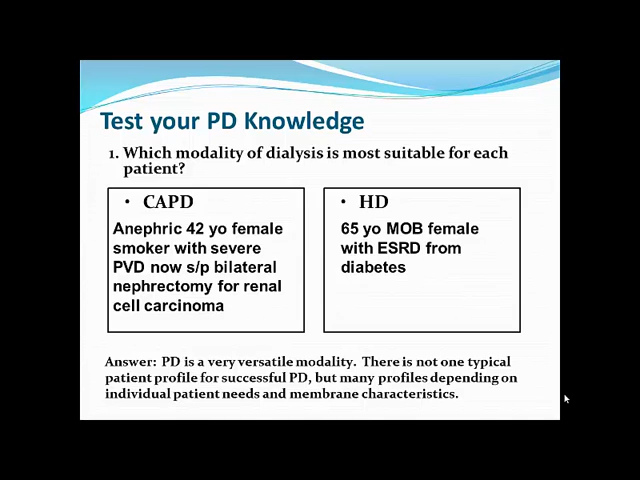 Test your PD Knowledge
1. Which modality of dialysis is most suitable for each
patient?
• CAPD
Anephric 42 yo female
smoker with severe
PVD now s/p bilateral
nephrectomy for renal
cell carcinoma
• HD
65 yo MOB female
with ESRD from
diabetes
Answer: PD is a very versatile modality. There is not one typical
patient profile for successful PD, but many profiles depending on
individual patient needs and membrane characteristics.